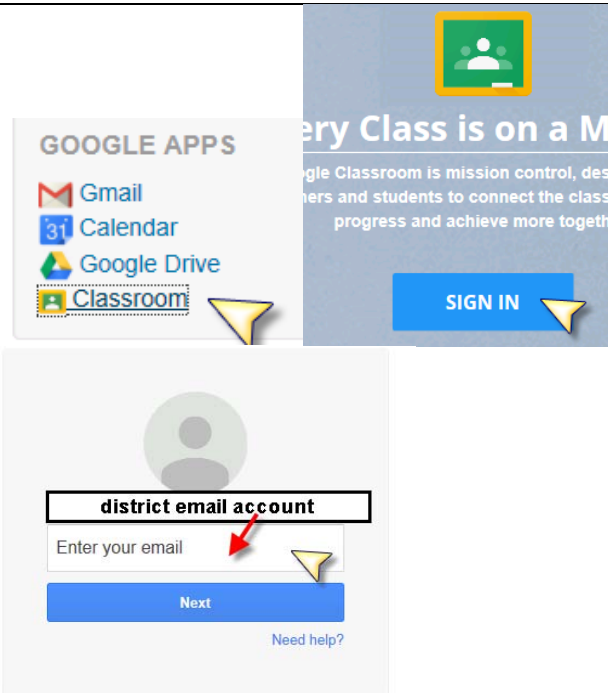 GOOGLE APPS
Gmail
31 Calendar
Google Drive
Classroom
ery Class is on a M
gle Classroom is mission control, des
ners and students to connect the class
progress and achieve more togeth
SIGN IN
district email account
Enter your email
Next
Need help?